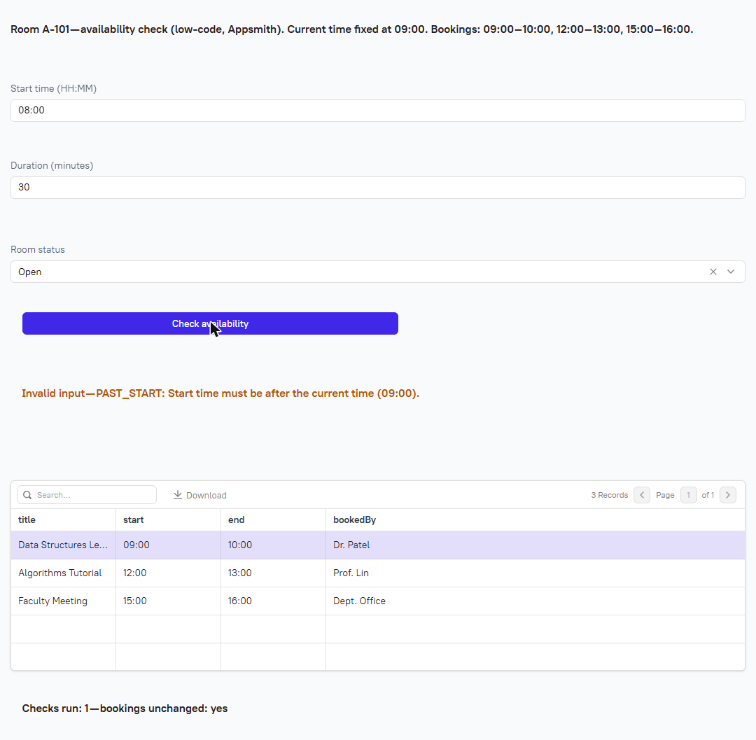 Room A-101—availability check (low-code, Appsmith). Current time fixed at 09:00. Bookings: 09:00–10:00, 12:00–13:00, 15:00–16:00.
Start time (HH:MM)
08:00
Duration (minutes)
30
Room status
Open
Check availability
Invalid input—PAST_START: Start time must be after the current time (09:00).
Search... Download 3 Records Page 1 of 1
title start end bookedBy
Data Structures Le... 09:00 10:00 Dr. Patel
Algorithms Tutorial 12:00 13:00 Prof. Lin
Faculty Meeting 15:00 16:00 Dept. Office
Checks run: 1—bookings unchanged: yes